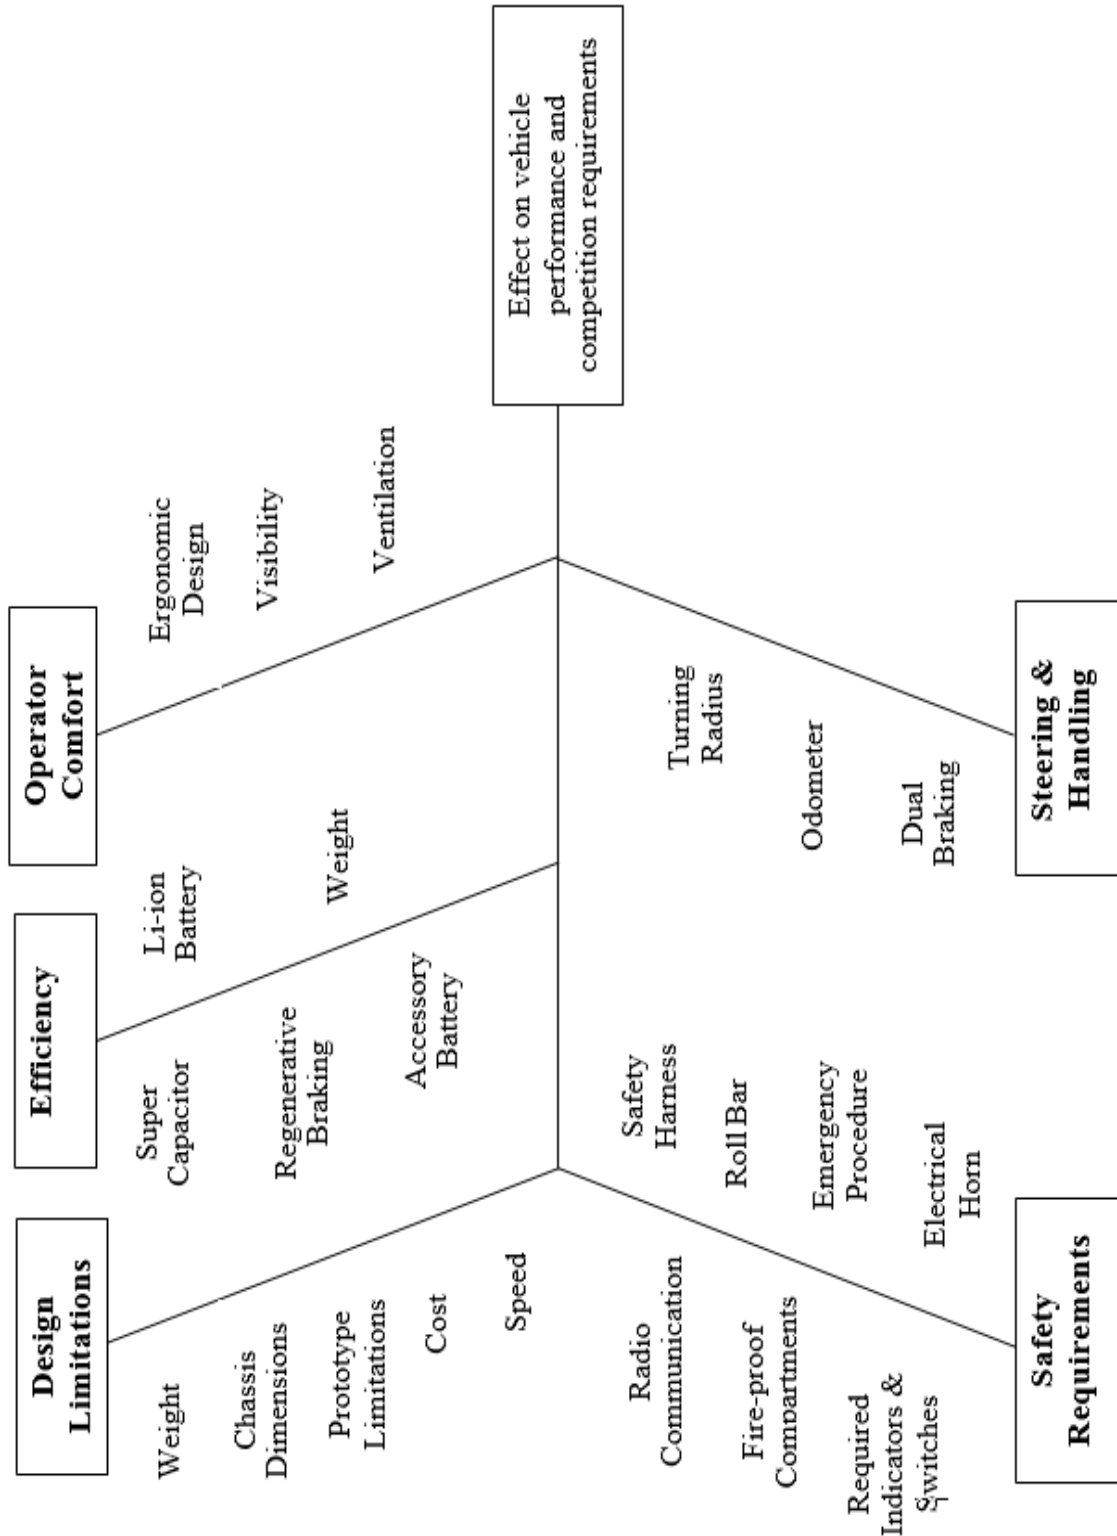 Design
Limitations
Weight
Chassis
Dimensions
Prototype
Limitations
Cost
Speed
Efficiency
Super
Capacitor
Regenerative
Braking
Accessory
Battery
Li-ion
Battery
Weight
Operator
Comfort
Ergonomic
Design
Visibility
Ventilation
Effect on vehicle
performance and
competition requirements
Radio
Communication
Fire-proof
Compartments
Required
Indicators &
Switches
Safety
Harness
Roll Bar
Emergency
Procedure
Electrical
Horn
Safety
Requirements
Turning
Radius
Odometer
Dual
Braking
Steering &
Handling